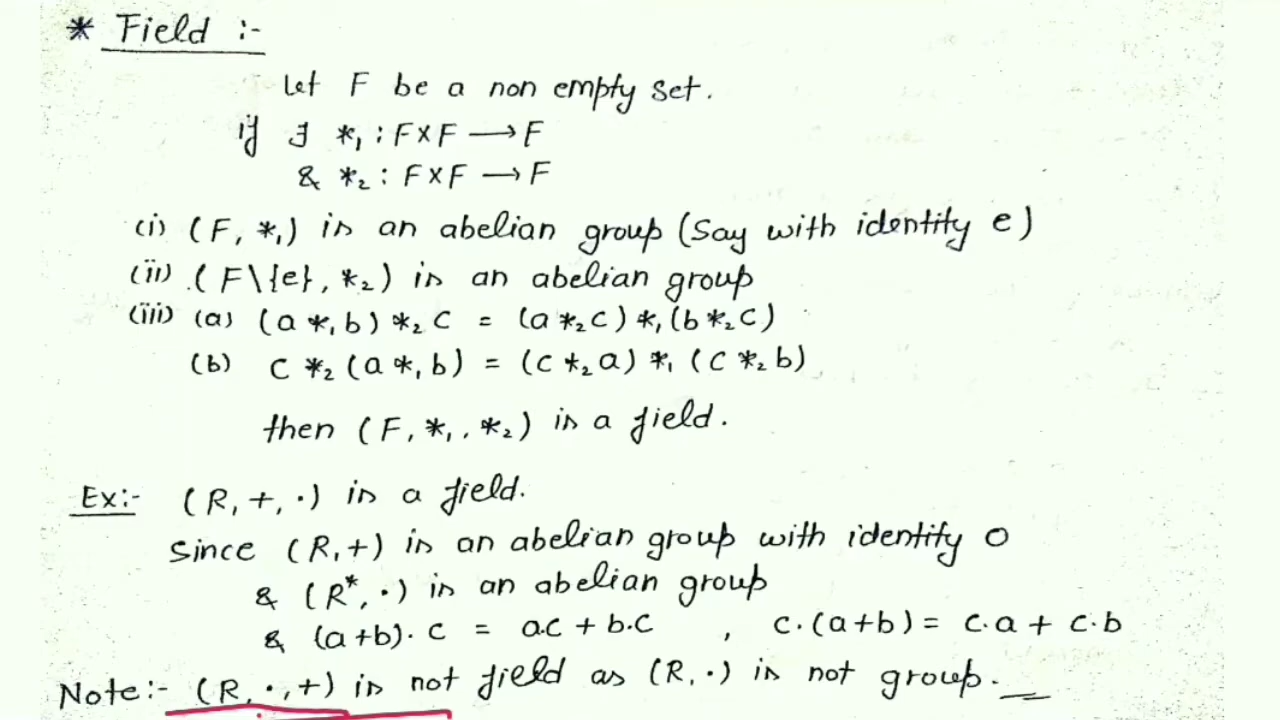 * Field :-
Let F be a non empty set.
if ∃ *₁ : F×F → F
& *₂ : F×F → F
(i) (F, *₁) is an abelian group (Say with identity e)
(ii) (F\{e}, *₂) is an abelian group
(iii) (a) (a *₁ b) *₂ c = (a *₂ c) *₁ (b *₂ c)
(b) c *₂ (a *₁ b) = (c *₂ a) *₁ (c *₂ b)
then (F, *₁, *₂) is a field.
Ex:- (R, +, ·) is a field.
Since (R, +) is an abelian group with identity 0
& (R*, ·) is an abelian group
& (a+b)·c = a.c + b.c , c.(a+b) = c.a + c.b
Note:- (R, ·, +) is not field as (R, ·) is not group.